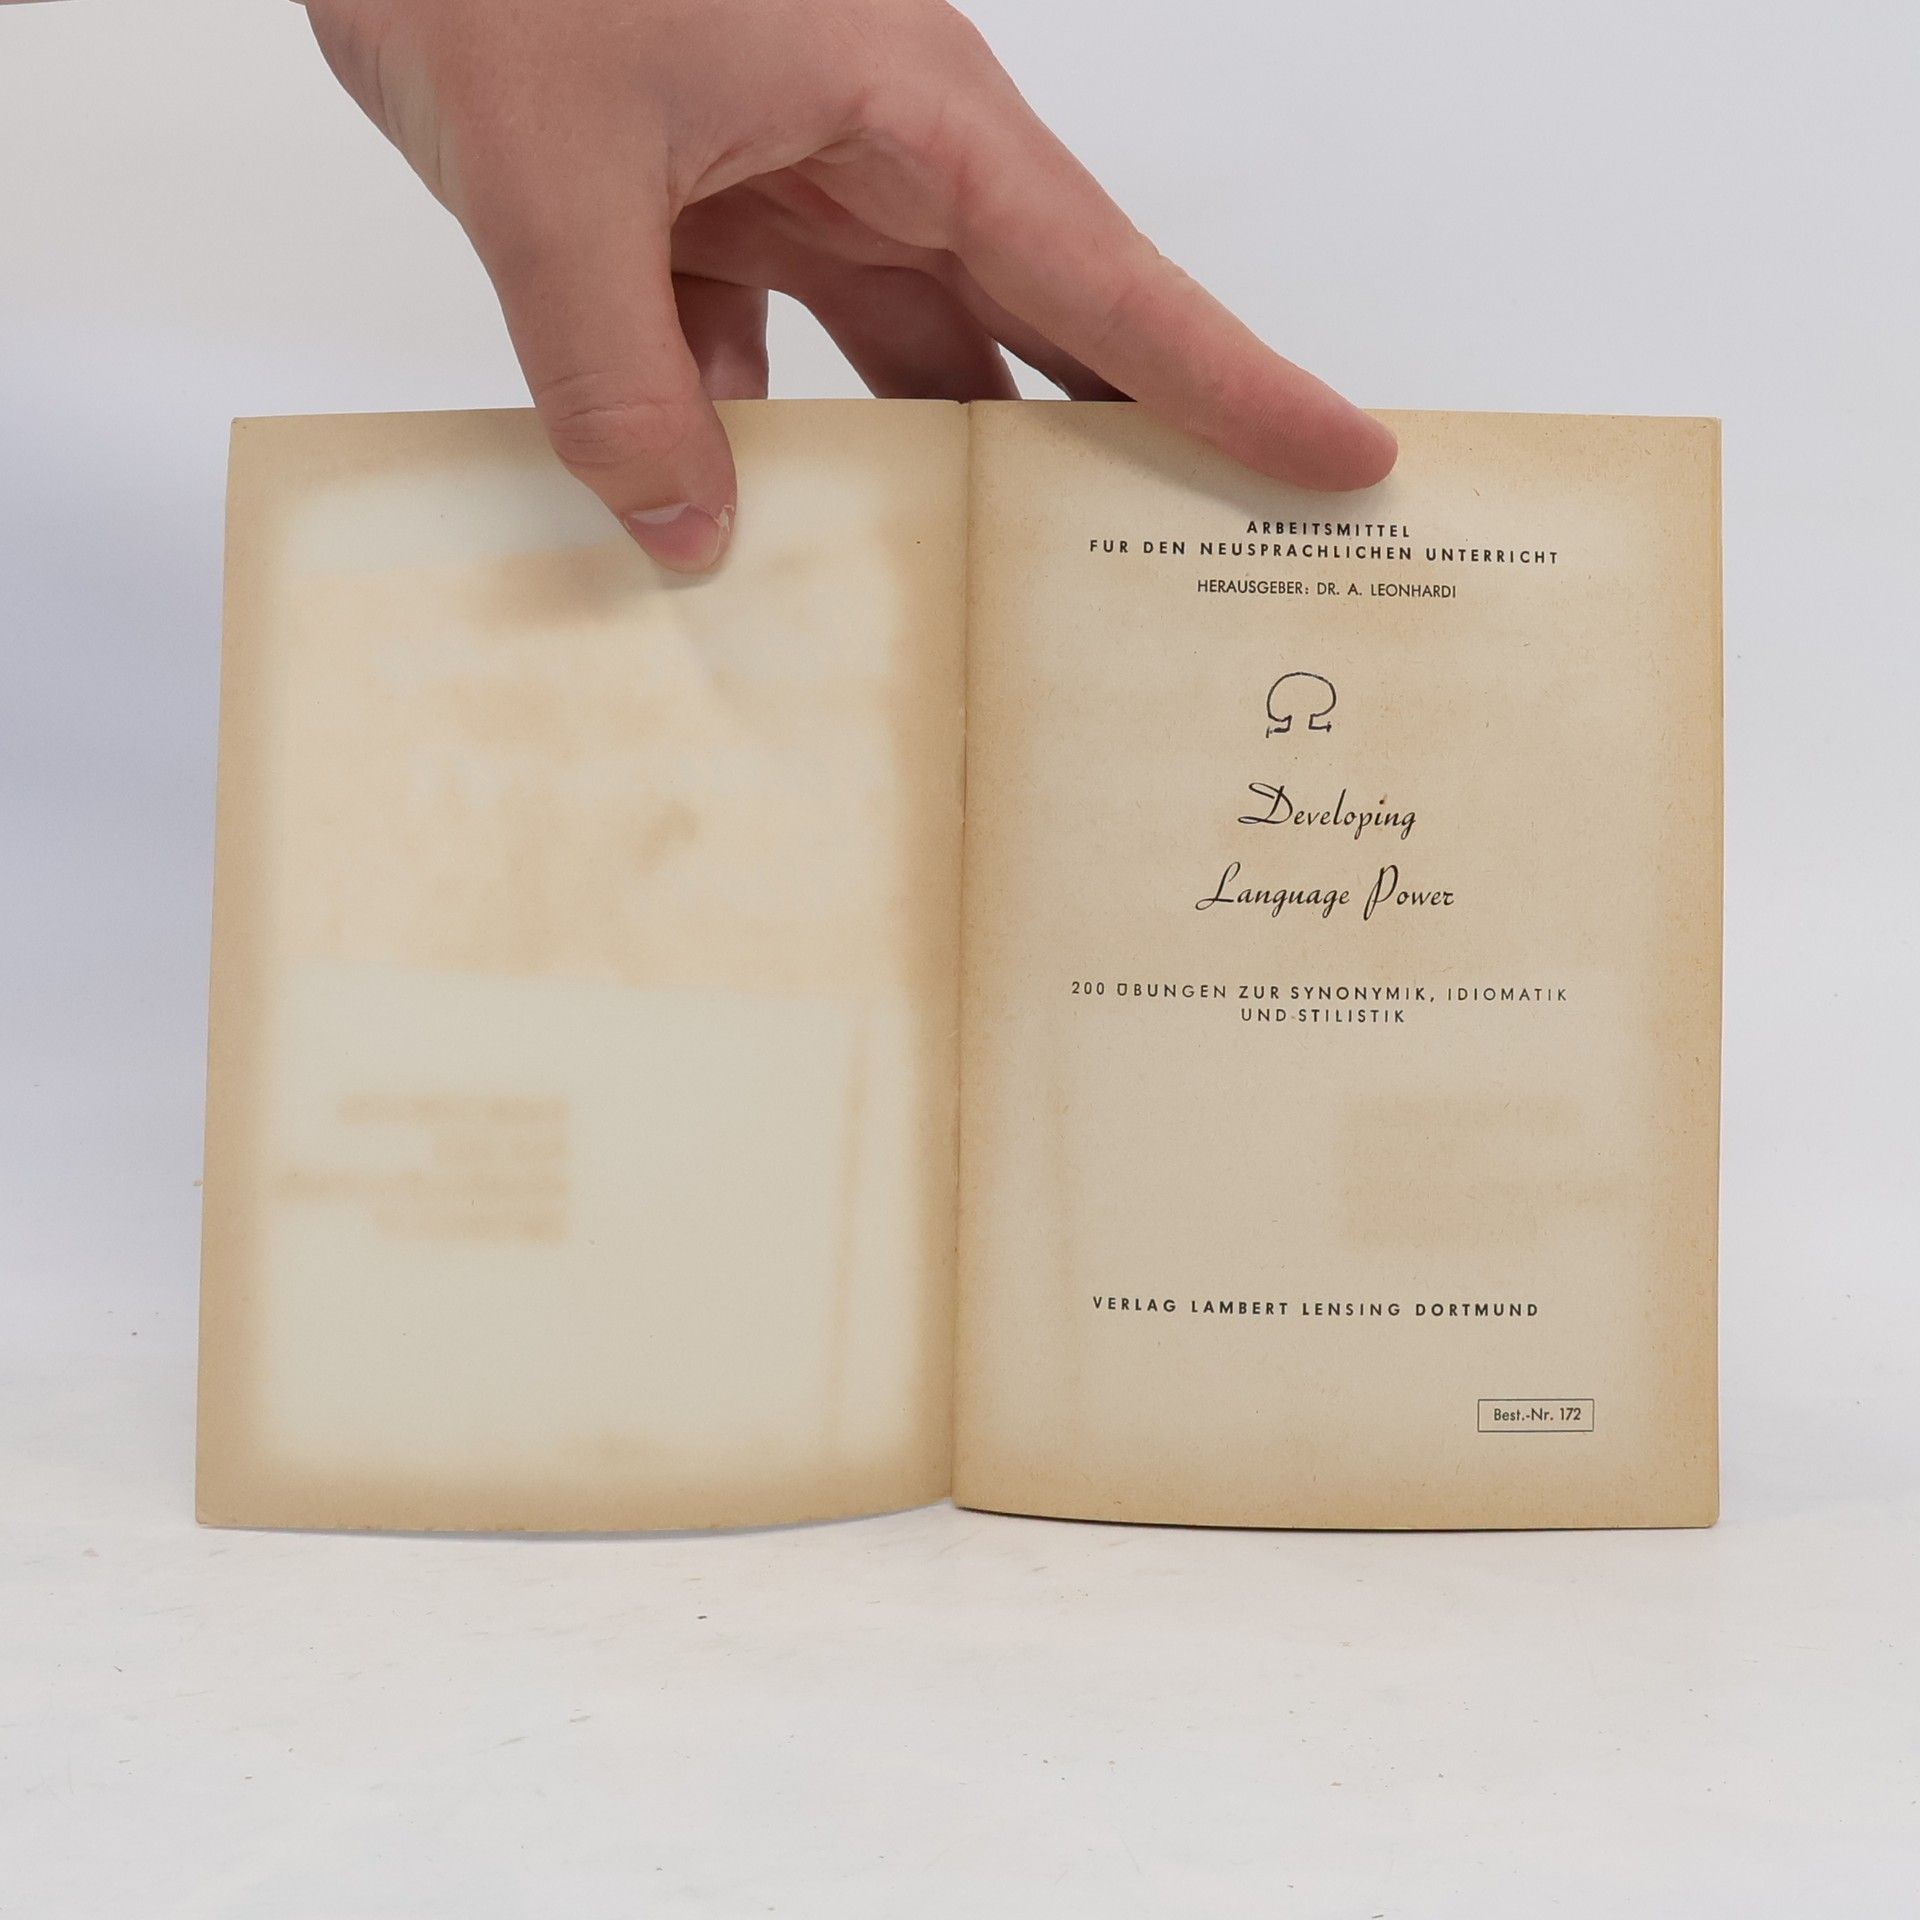 ARBEITSMITTEL
FÜR DEN NEUSPRACHLICHEN UNTERRICHT
HERAUSGEBER: DR. A. LEONHARDI
Developing
Language Power
200 ÜBUNGEN ZUR SYNONYMIK, IDIOMATIK
UND STILISTIK
VERLAG LAMBERT LENSING DORTMUND
Best.-Nr. 172